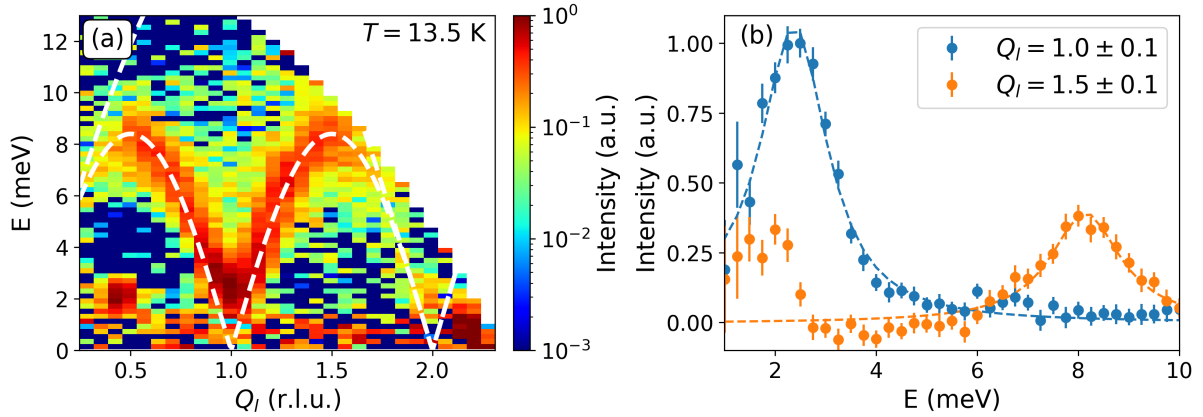 (a)
T = 13.5 K
E (meV)
12
10
8
6
4
2
0
0.5
1.0
1.5
2.0
Q_l (r.l.u.)
10⁰
10⁻¹
10⁻²
10⁻³
Intensity (a.u.)
(b)
Q_l = 1.0 ± 0.1
Q_l = 1.5 ± 0.1
Intensity (a.u.)
1.00
0.75
0.50
0.25
0.00
2
4
6
8
10
E (meV)